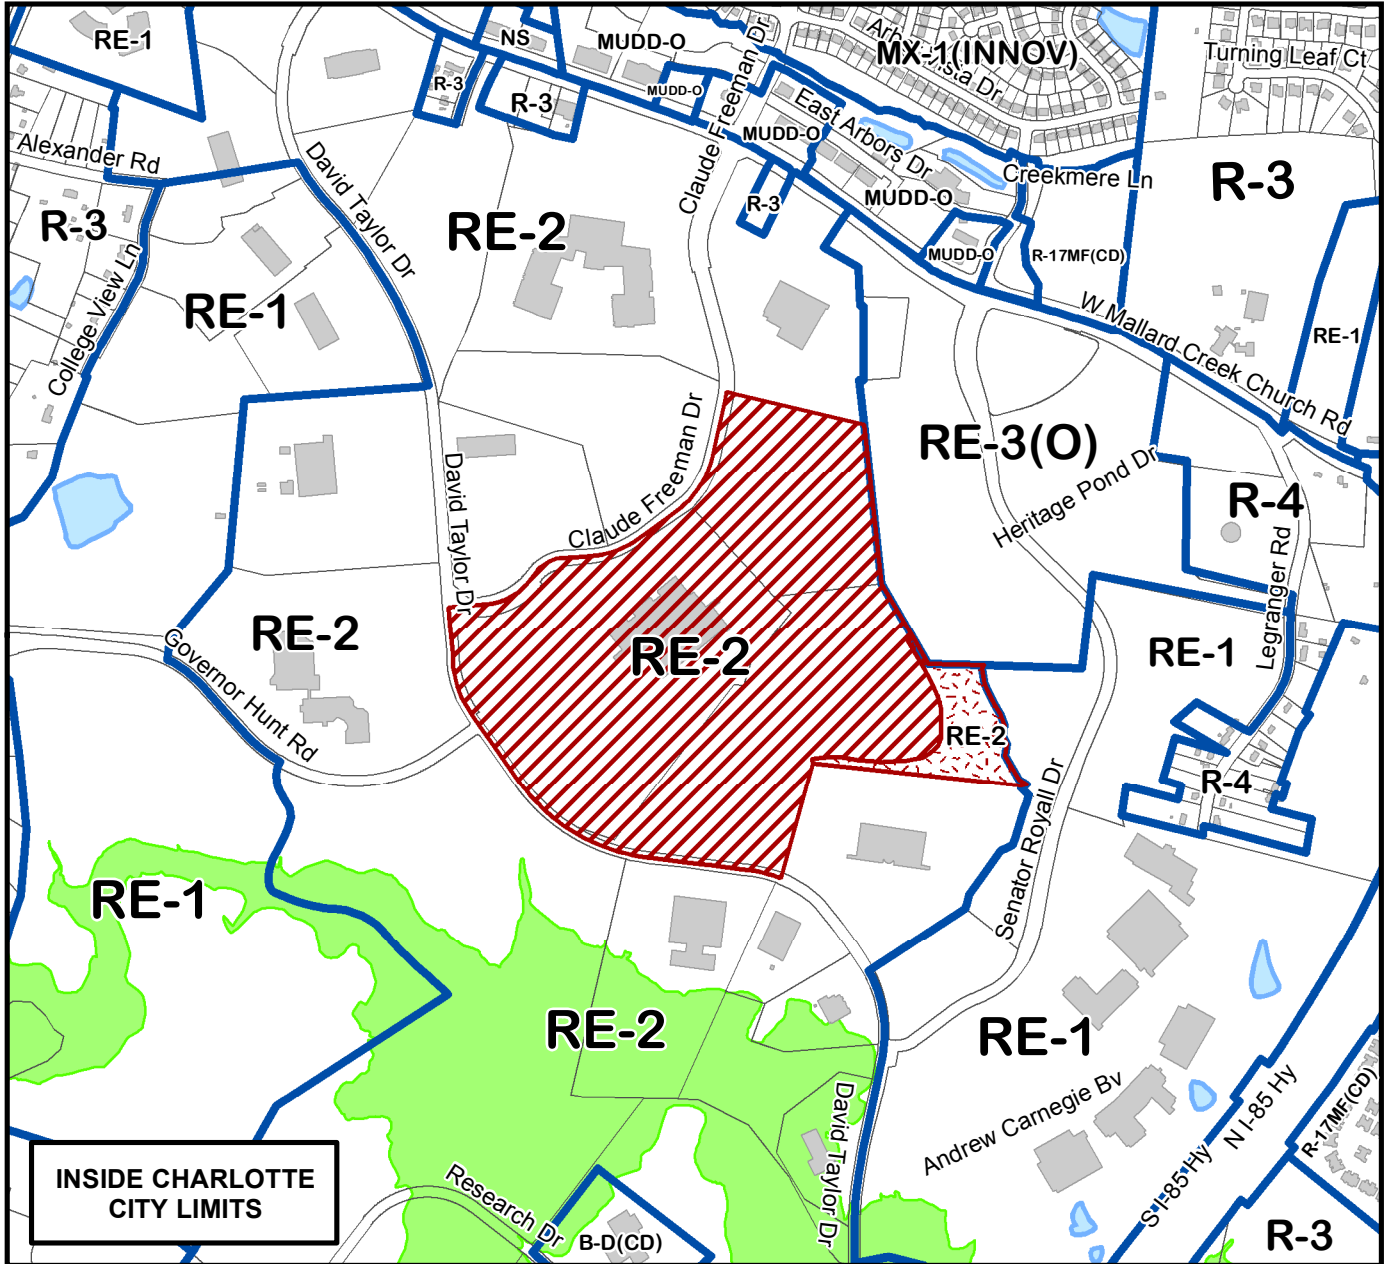 RE-1
NS
MUDD-O
MX-1(INNOV)
Arbor Vista Dr
Turning Leaf Ct
Claude Freeman Dr
R-3
R-3
MUDD-O
MUDD-O
East Arbors Dr
Creekmere Ln
Alexander Rd
David Taylor Dr
R-3
R-3
MUDD-O
R-3
RE-2
MUDD-O
R-17MF(CD)
College View Ln
RE-1
W Mallard Creek Church Rd
RE-1
RE-3(O)
Heritage Pond Dr
R-4
Claude Freeman Dr
David Taylor Dr
Legranger Rd
RE-2
RE-2
RE-1
Governor Hunt Rd
RE-2
R-4
Senator Royall Dr
RE-1
RE-2
RE-1
Andrew Carnegie Bv
N I-85 Hy
S I-85 Hy
R-17MF(CD)
David Taylor Dr
INSIDE CHARLOTTE
CITY LIMITS
Research Dr
B-D(CD)
R-3